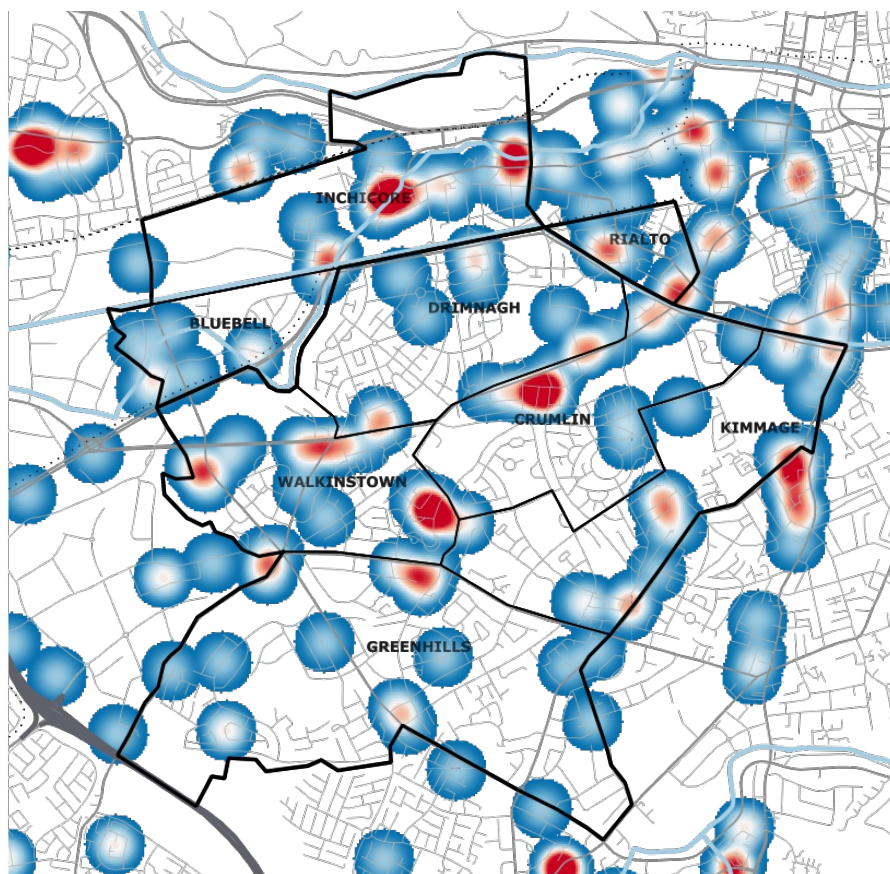 INCHICORE
RIALTO
DRIMNAGH
BLUEBELL
CRUMLIN
KIMMAGE
WALKINSTOWN
GREENHILLS